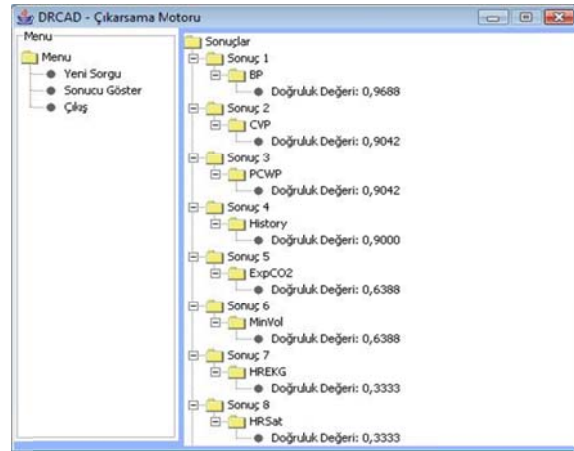 DRCAD - Çıkarsama Motoru
Menu
Menu
Yeni Sorgu
Sonucu Göster
Çıkış
Sonuçlar
Sonuç 1
BP
Doğruluk Değeri: 0,9688
Sonuç 2
CVP
Doğruluk Değeri: 0,9042
Sonuç 3
PCWP
Doğruluk Değeri: 0,9042
Sonuç 4
History
Doğruluk Değeri: 0,9000
Sonuç 5
ExpCO2
Doğruluk Değeri: 0,6388
Sonuç 6
MinVol
Doğruluk Değeri: 0,6388
Sonuç 7
HREKG
Doğruluk Değeri: 0,3333
Sonuç 8
HRSat
Doğruluk Değeri: 0,3333